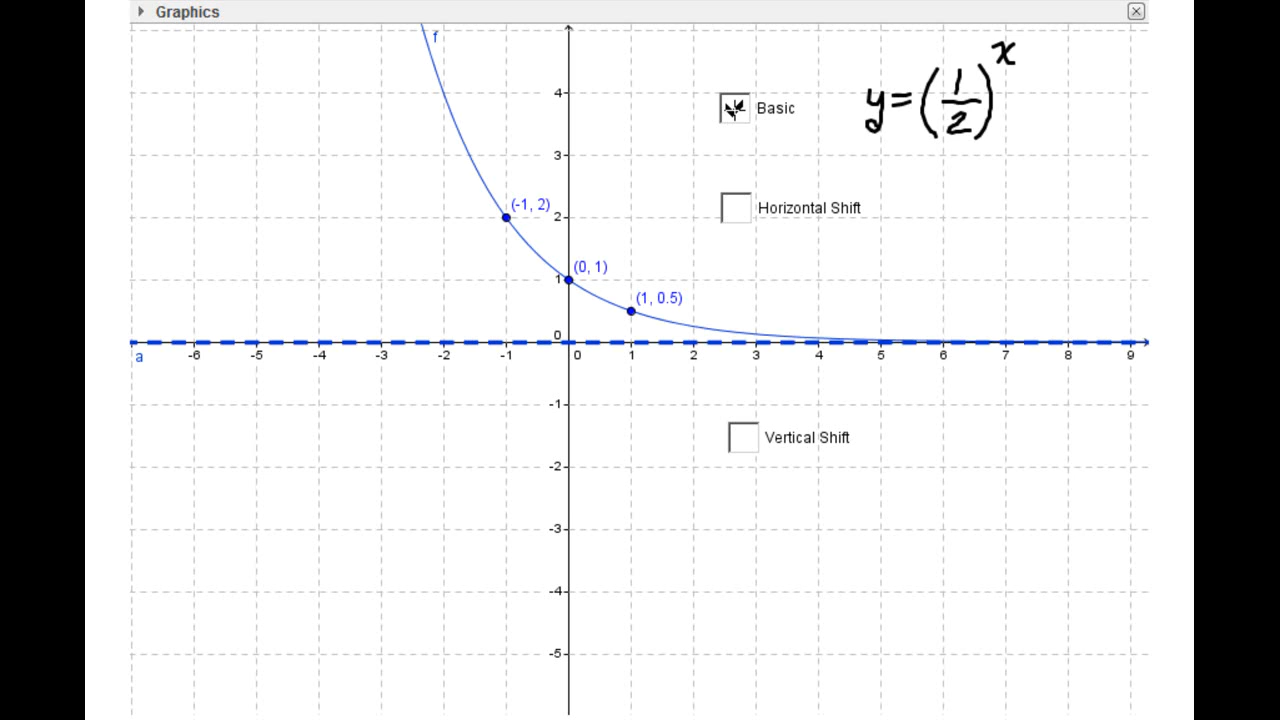 Graphics
f
y=(1/2)^x
4
Basic
3
(-1, 2)
2
Horizontal Shift
(0, 1)
1
(1, 0.5)
0
a
-6 -5 -4 -3 -2 -1 0 1 2 3 4 5 6 7 8 9
-1
Vertical Shift
-2
-3
-4
-5